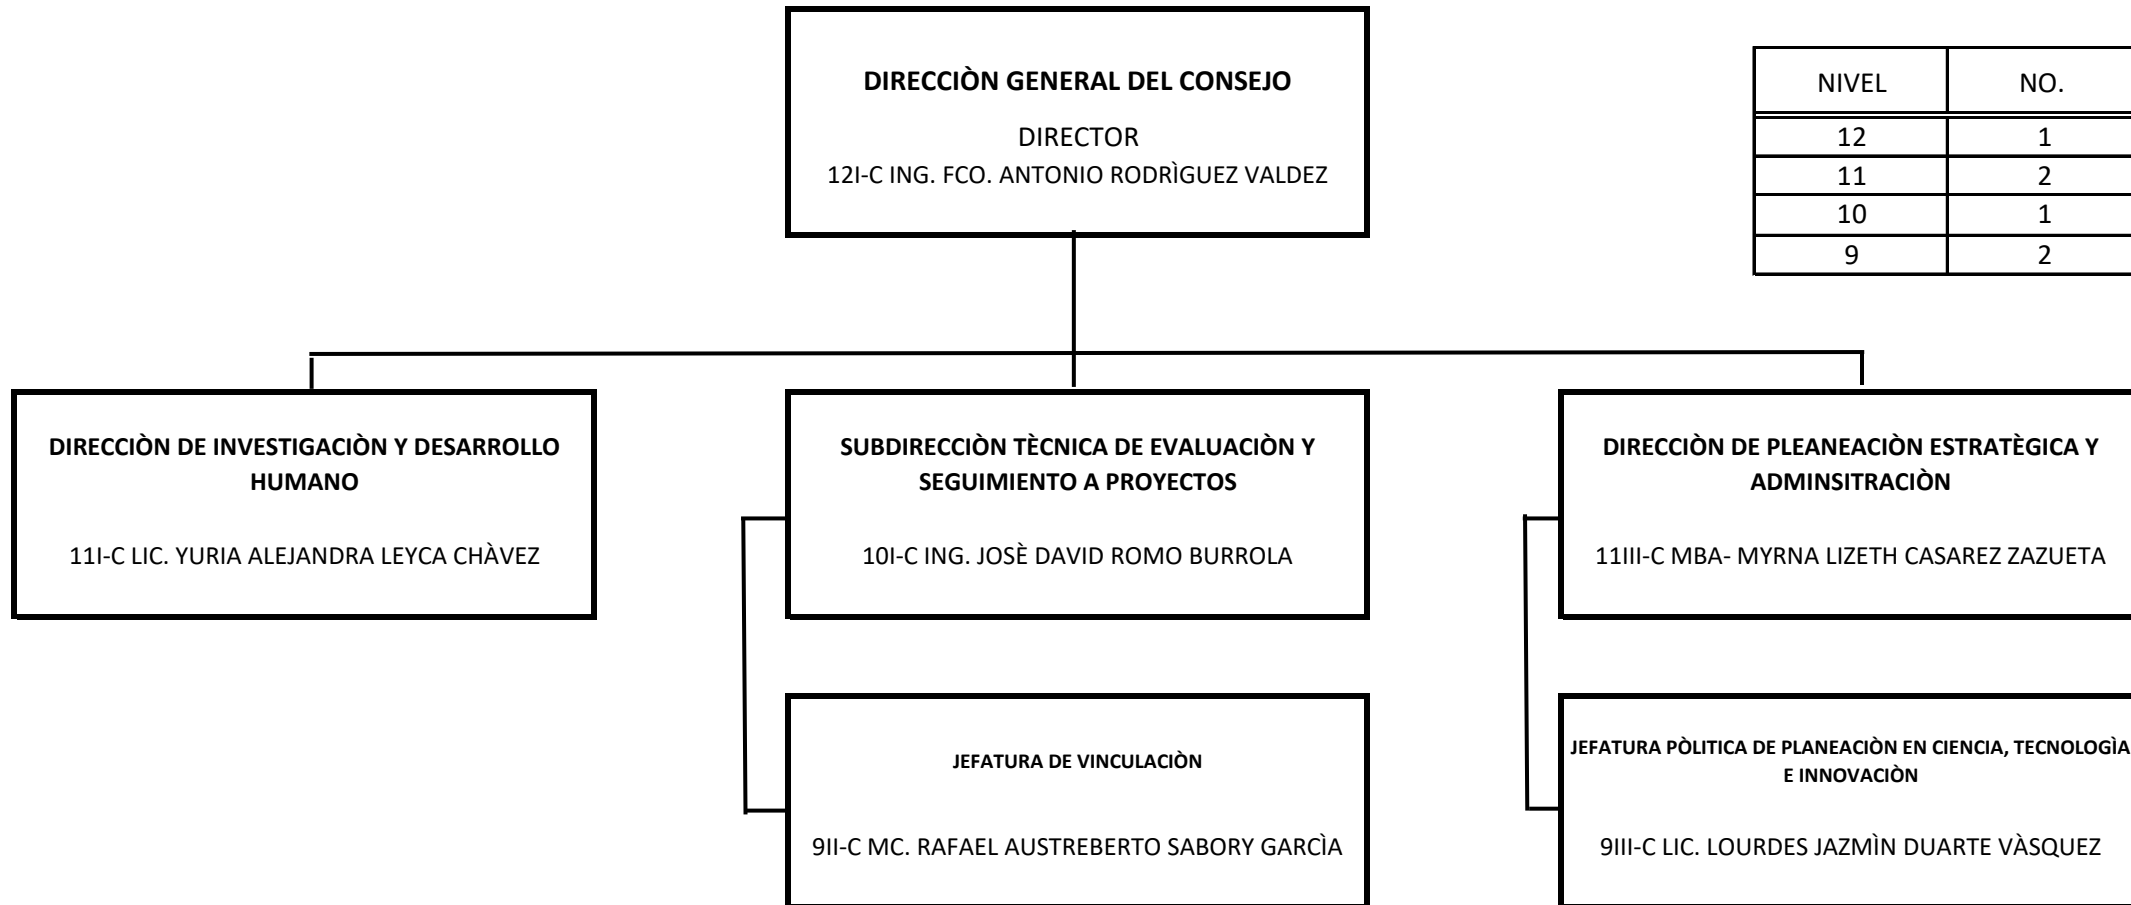 DIRECCIÒN GENERAL DEL CONSEJO
DIRECTOR
12I-C ING. FCO. ANTONIO RODRÌGUEZ VALDEZ
NIVEL NO.
12 1
11 2
10 1
9 2
DIRECCIÒN DE INVESTIGACIÒN Y DESARROLLO
HUMANO
11I-C LIC. YURIA ALEJANDRA LEYCA CHÀVEZ
SUBDIRECCIÒN TÈCNICA DE EVALUACIÒN Y
SEGUIMIENTO A PROYECTOS
10I-C ING. JOSÈ DAVID ROMO BURROLA
DIRECCIÒN DE PLEANEACIÒN ESTRATÈGICA Y
ADMINSITRACIÒN
11III-C MBA- MYRNA LIZETH CASAREZ ZAZUETA
JEFATURA DE VINCULACIÒN
9II-C MC. RAFAEL AUSTREBERTO SABORY GARCÌA
JEFATURA PÒLITICA DE PLANEACIÒN EN CIENCIA, TECNOLOGÌA
E INNOVACIÒN
9III-C LIC. LOURDES JAZMÌN DUARTE VÀSQUEZ